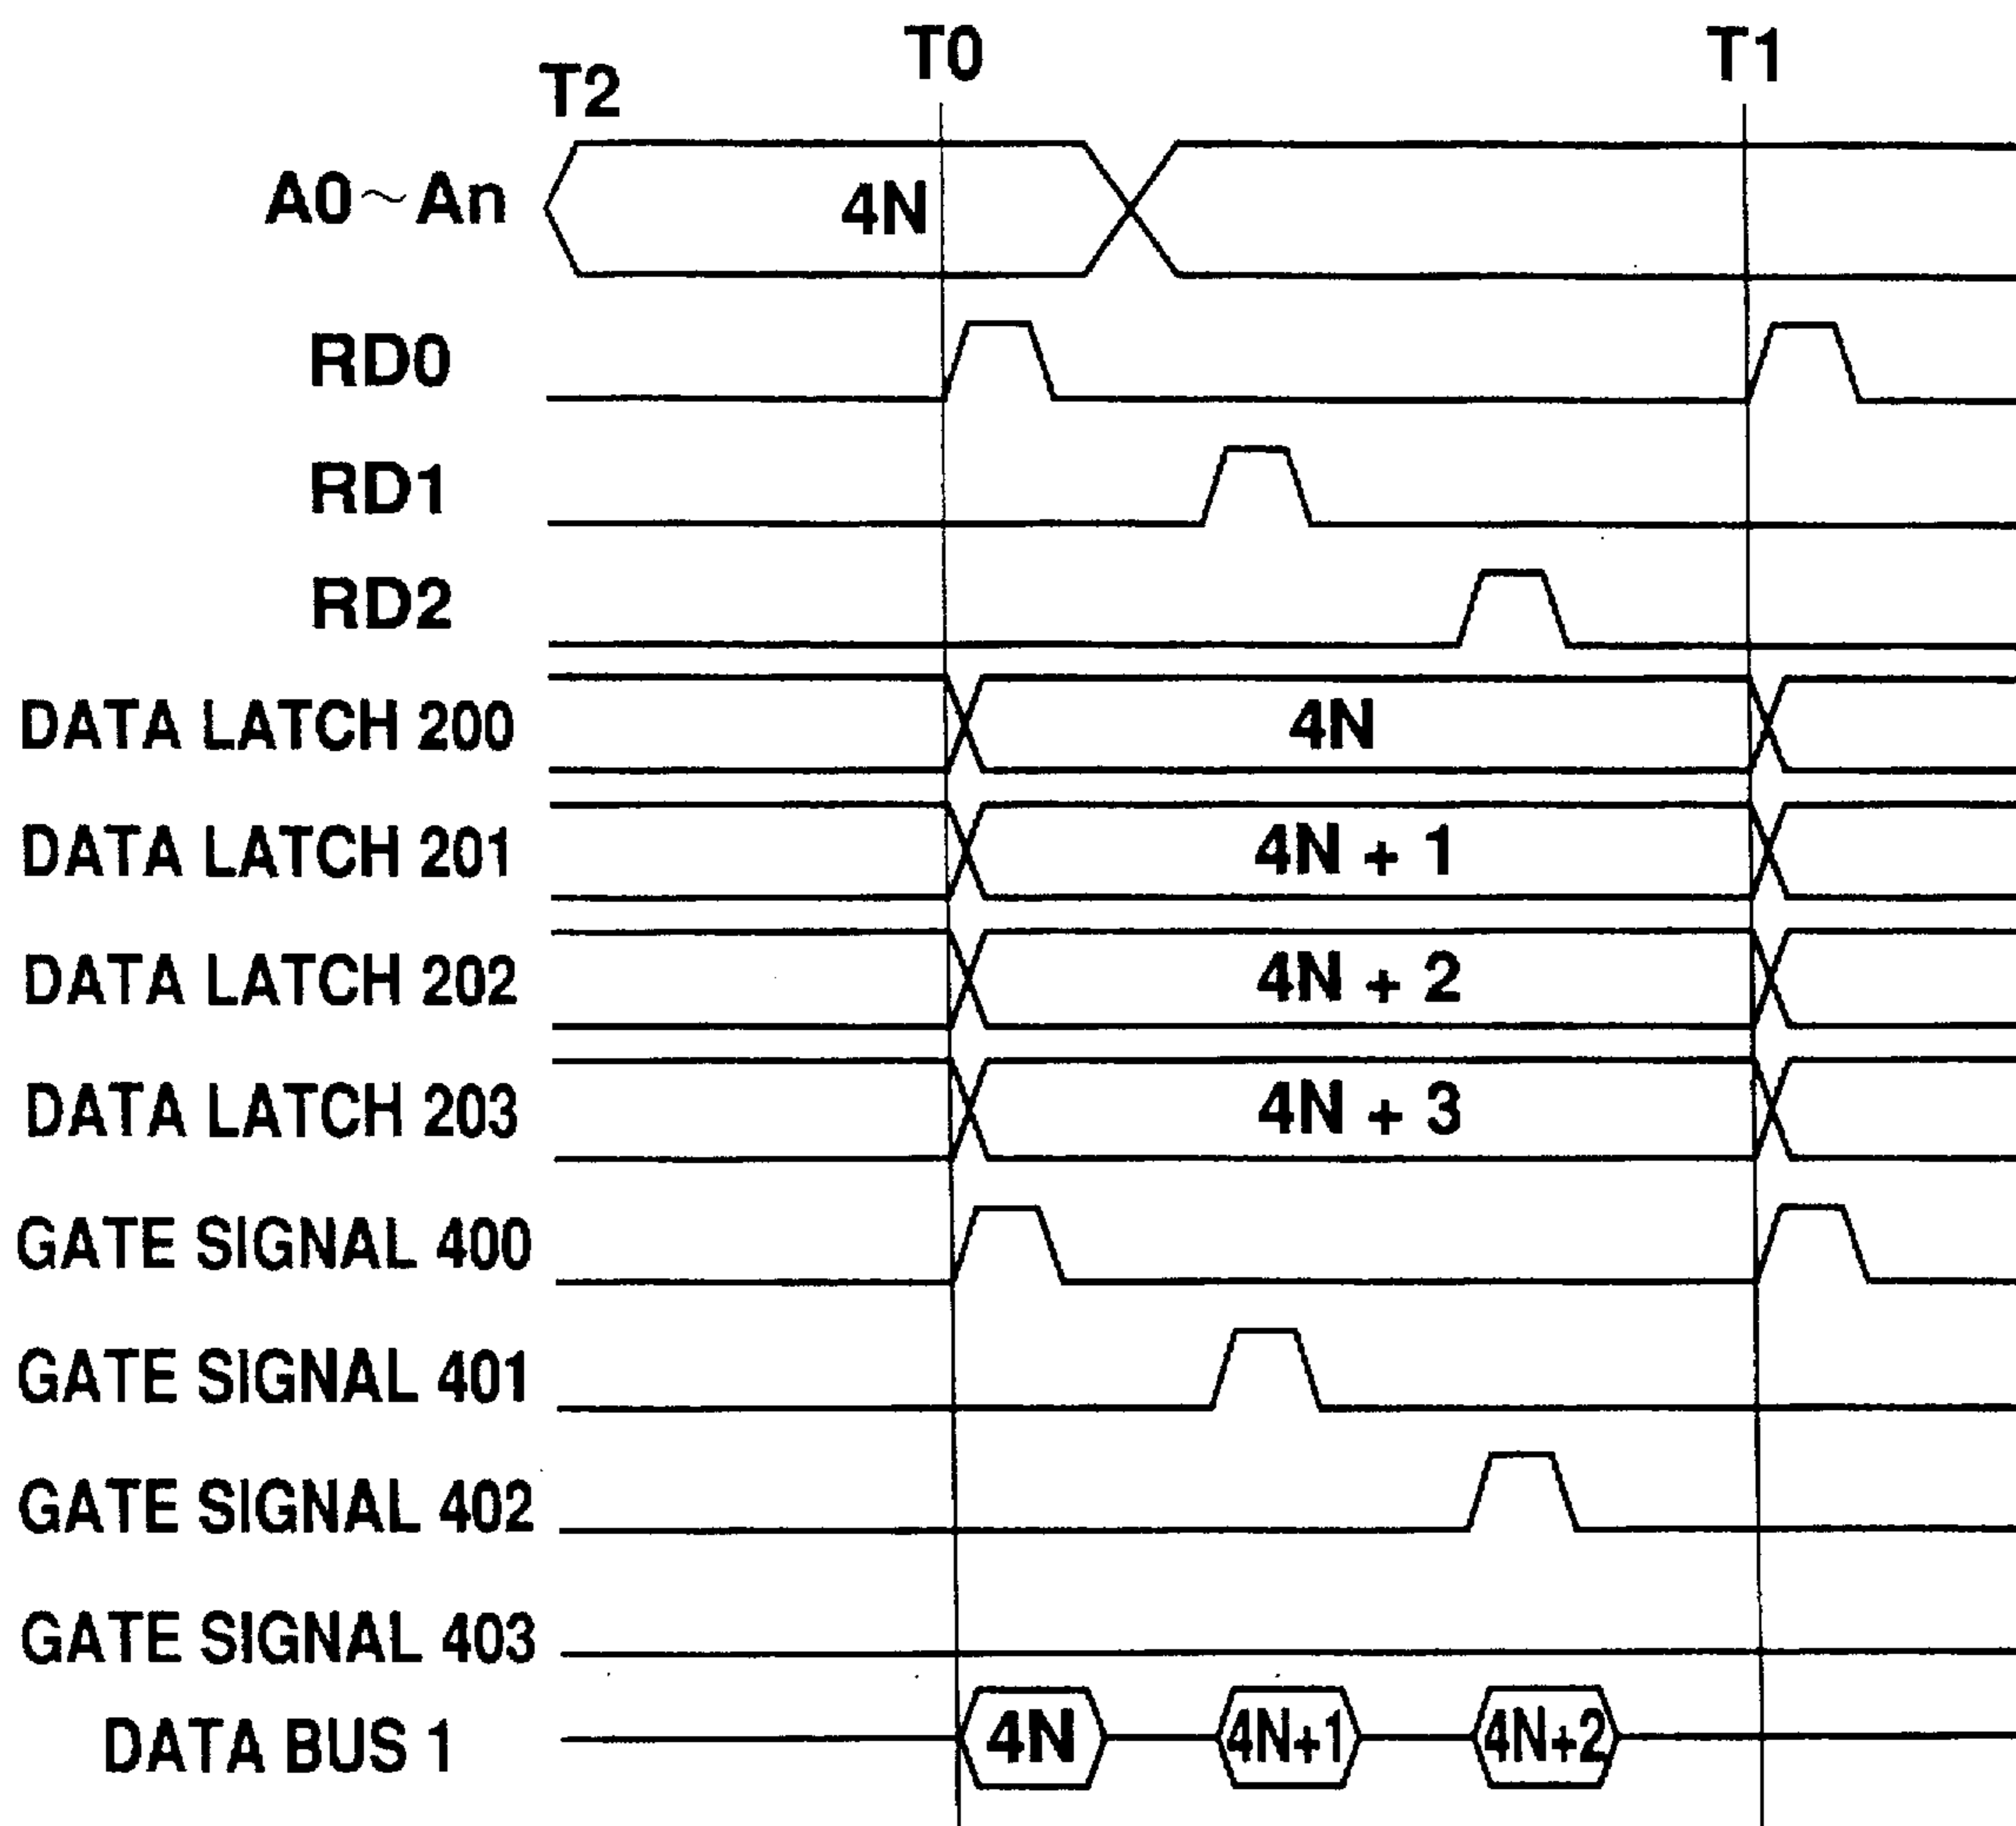 T0 T1
T2
A0~An 4N
RD0
RD1
RD2
DATA LATCH 200 4N
DATA LATCH 201 4N + 1
DATA LATCH 202 4N + 2
DATA LATCH 203 4N + 3
GATE SIGNAL 400
GATE SIGNAL 401
GATE SIGNAL 402
GATE SIGNAL 403
DATA BUS 1 4N 4N+1 4N+2